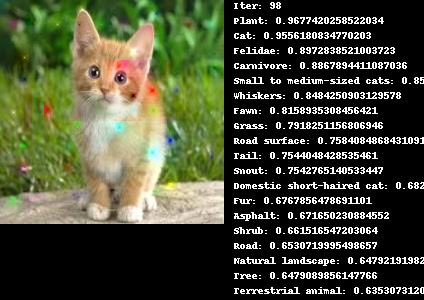 Iter: 98
Plant: 0.9677420258522034
Cat: 0.9556180834770203
Felidae: 0.8972838521003723
Carnivore: 0.8867894411087036
Small to medium-sized cats: 0.85
Whiskers: 0.8484250903129578
Fawn: 0.8158935308456421
Grass: 0.7918251156806946
Road surface: 0.7584084868431091
Tail: 0.7544048428535461
Snout: 0.7542765140533447
Domestic short-haired cat: 0.682
Fur: 0.6767856478691101
Asphalt: 0.671650230884552
Shrub: 0.661516547203064
Road: 0.6530719995498657
Natural landscape: 0.64792191982
Tree: 0.6479089856147766
Terrestrial animal: 0.6353073120